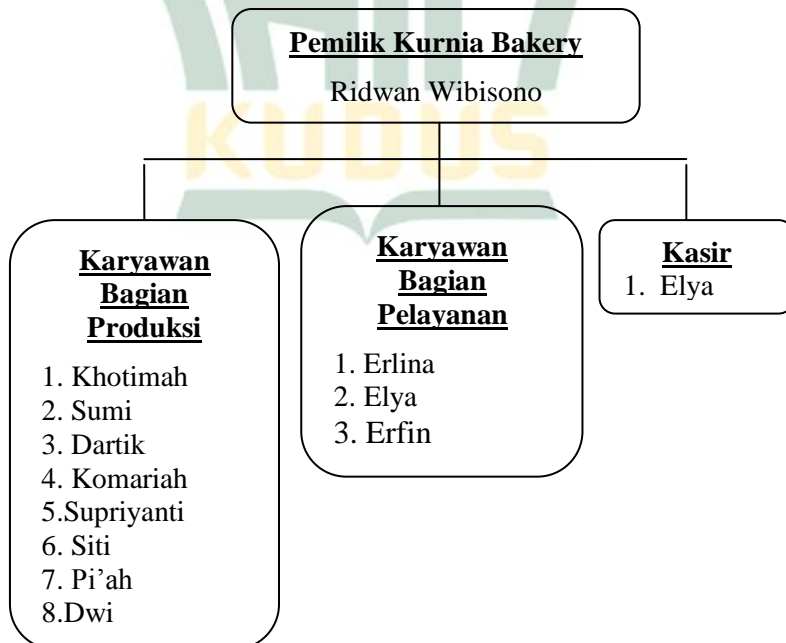 Pemilik Kurnia Bakery
Ridwan Wibisono
KUDUS
Karyawan
Bagian
Produksi
1. Khotimah
2. Sumi
3. Dartik
4. Komariah
5.Supriyanti
6. Siti
7. Pi’ah
8.Dwi
Karyawan
Bagian
Pelayanan
1. Erlina
2. Elya
3. Erfin
Kasir
1. Elya